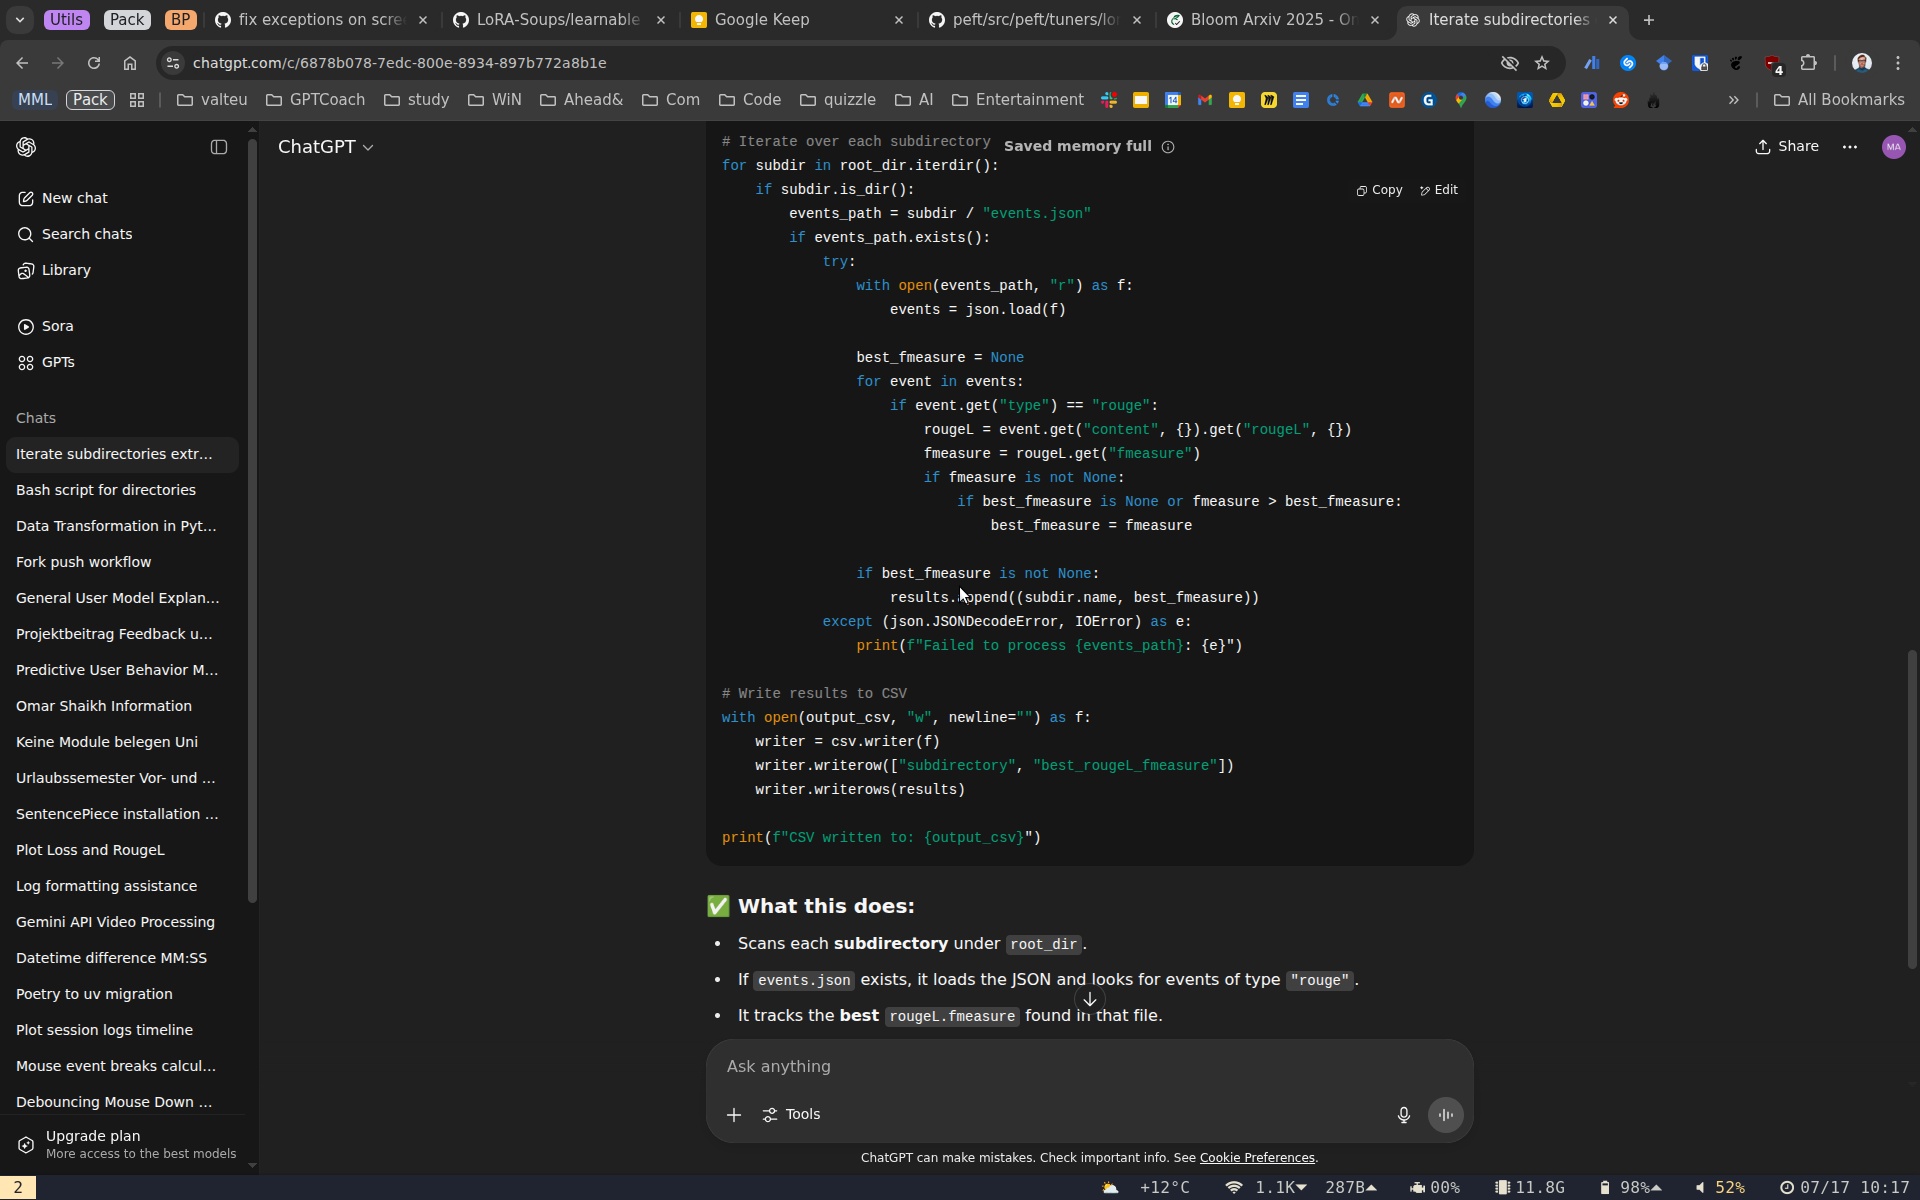 Utils
Pack
BP
fix exceptions on scre
LoRA-Soups/learnable
Google Keep
peft/src/peft/tuners/lo
Bloom Arxiv 2025 - On
Iterate subdirectories
chatgpt.com/c/6878b078-7edc-800e-8934-897b772a8b1e
4
MML
Pack
valteu
GPTCoach
study
WiN
Ahead&
Com
Code
quizzle
AI
Entertainment
14
All Bookmarks
ChatGPT
Saved memory full
Share
MA
New chat
Search chats
Library
Sora
GPTs
Chats
Iterate subdirectories extr...
Bash script for directories
Data Transformation in Pyt...
Fork push workflow
General User Model Explan...
Projektbeitrag Feedback u...
Predictive User Behavior M...
Omar Shaikh Information
Keine Module belegen Uni
Urlaubssemester Vor- und ...
SentencePiece installation ...
Plot Loss and RougeL
Log formatting assistance
Gemini API Video Processing
Datetime difference MM:SS
Poetry to uv migration
Plot session logs timeline
Mouse event breaks calcul...
Debouncing Mouse Down ...
Upgrade plan
More access to the best models
# Iterate over each subdirectory
for subdir in root_dir.iterdir():
if subdir.is_dir():
Copy
Edit
events_path = subdir / "events.json"
if events_path.exists():
try:
with open(events_path, "r") as f:
events = json.load(f)
best_fmeasure = None
for event in events:
if event.get("type") == "rouge":
rougeL = event.get("content", {}).get("rougeL", {})
fmeasure = rougeL.get("fmeasure")
if fmeasure is not None:
if best_fmeasure is None or fmeasure > best_fmeasure:
best_fmeasure = fmeasure
if best_fmeasure is not None:
results.append((subdir.name, best_fmeasure))
except (json.JSONDecodeError, IOError) as e:
print(f"Failed to process {events_path}: {e}")
# Write results to CSV
with open(output_csv, "w", newline="") as f:
writer = csv.writer(f)
writer.writerow(["subdirectory", "best_rougeL_fmeasure"])
writer.writerows(results)
print(f"CSV written to: {output_csv}")
✅ What this does:
• Scans each subdirectory under root_dir.
• If events.json exists, it loads the JSON and looks for events of type "rouge".
• It tracks the best rougeL.fmeasure found in that file.
Ask anything
Tools
ChatGPT can make mistakes. Check important info. See Cookie Preferences.
2
+12°C
1.1K
287B
00%
11.8G
98%
52%
07/17 10:17